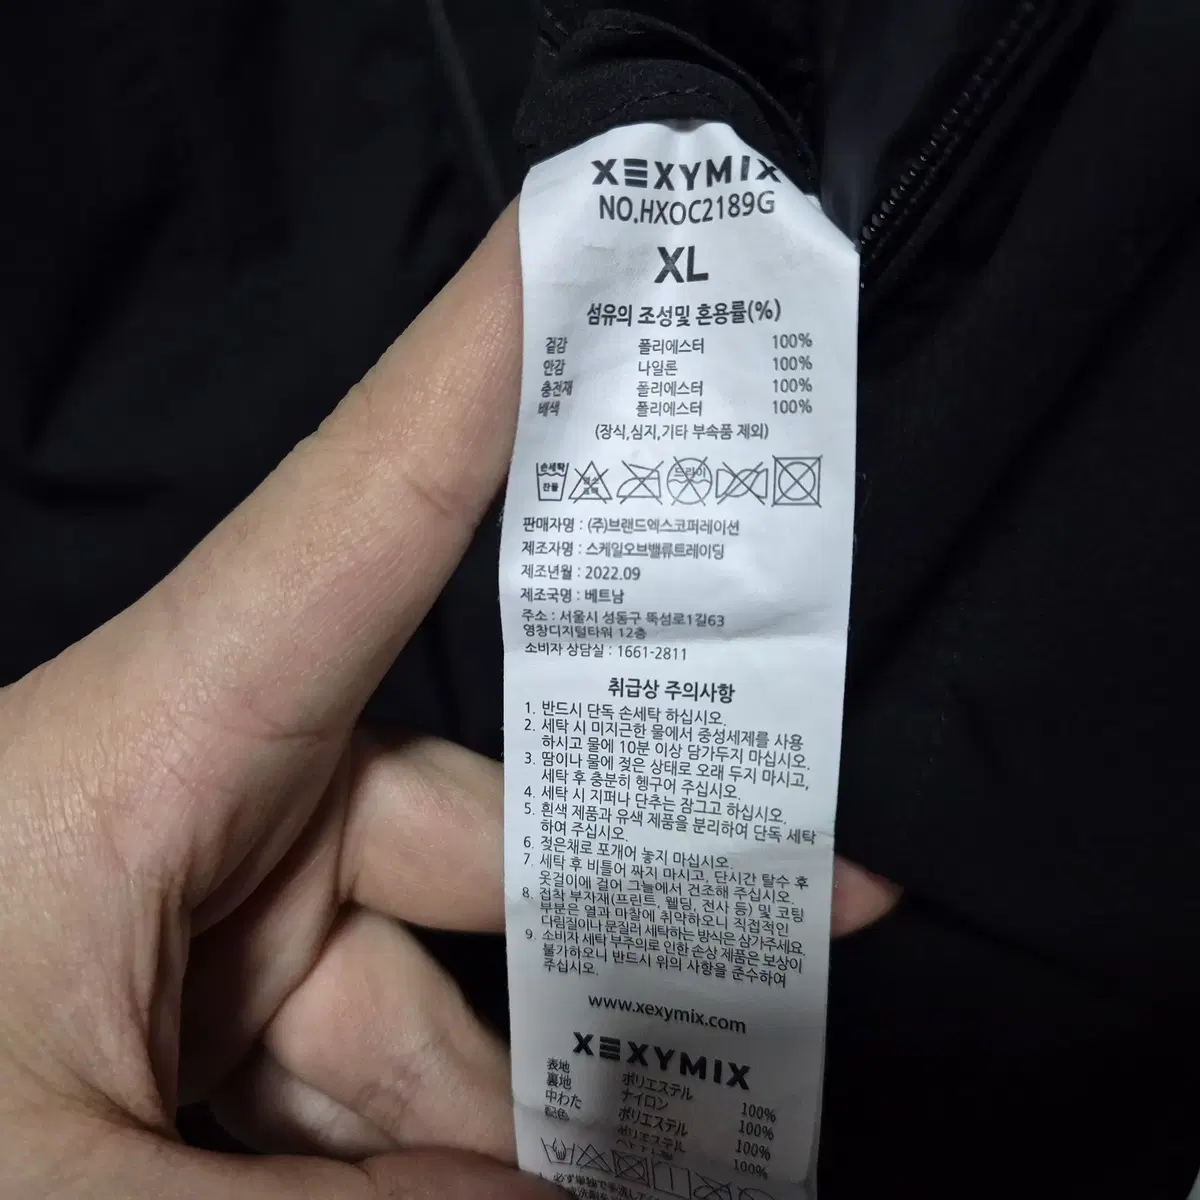 XEXYMIX
NO.HXOC2189G
XL
섬유의 조성및 혼용률(%)
겉감 폴리에스터 100%
안감 나일론 100%
충전재 폴리에스터 100%
배색 폴리에스터 100%
(장식,심지,기타 부속품 제외)
손세탁 드라이
잔물
판매자명 : (주)브랜드엑스코퍼레이션
제조자명 : 스케일오브밸류트레이딩
제조년월 : 2022.09
제조국명 : 베트남
주소 : 서울시 성동구 뚝섬로1길63
영창디지털타워 12층
소비자 상담실 : 1661-2811
취급상 주의사항
1. 반드시 단독 손세탁 하십시오.
2. 세탁 시 미지근한 물에서 중성세제를 사용
하시고 물에 10분 이상 담가두지 마십시오.
3. 땀이나 물에 젖은 상태로 오래 두지 마시고,
세탁 후 충분히 헹구어 주십시오.
4. 세탁 시 지퍼나 단추는 잠그고 하십시오.
5. 흰색 제품과 유색 제품을 분리하여 단독 세탁
하여 주십시오.
6. 젖은채로 포개어 놓지 마십시오.
7. 세탁 후 비틀어 짜지 마시고, 단시간 탈수 후
옷걸이에 걸어 그늘에서 건조해 주십시오.
8. 접착 부자재(프린트, 웰딩, 전사 등) 및 코팅
부분은 열과 마찰에 취약하오니 직접적인
다림질이나 문질러 세탁하는 방식은 삼가주세요.
9. 소비자 세탁 부주의로 인한 손상 제품은 보상이
불가하오니 반드시 위의 사항을 준수하여
주십시오.
www.xexymix.com
XEXYMIX
表地 ポリエステル 100%
裏地 ナイロン 100%
中わた ポリエステル 100%
配色 ポリエステル 100%